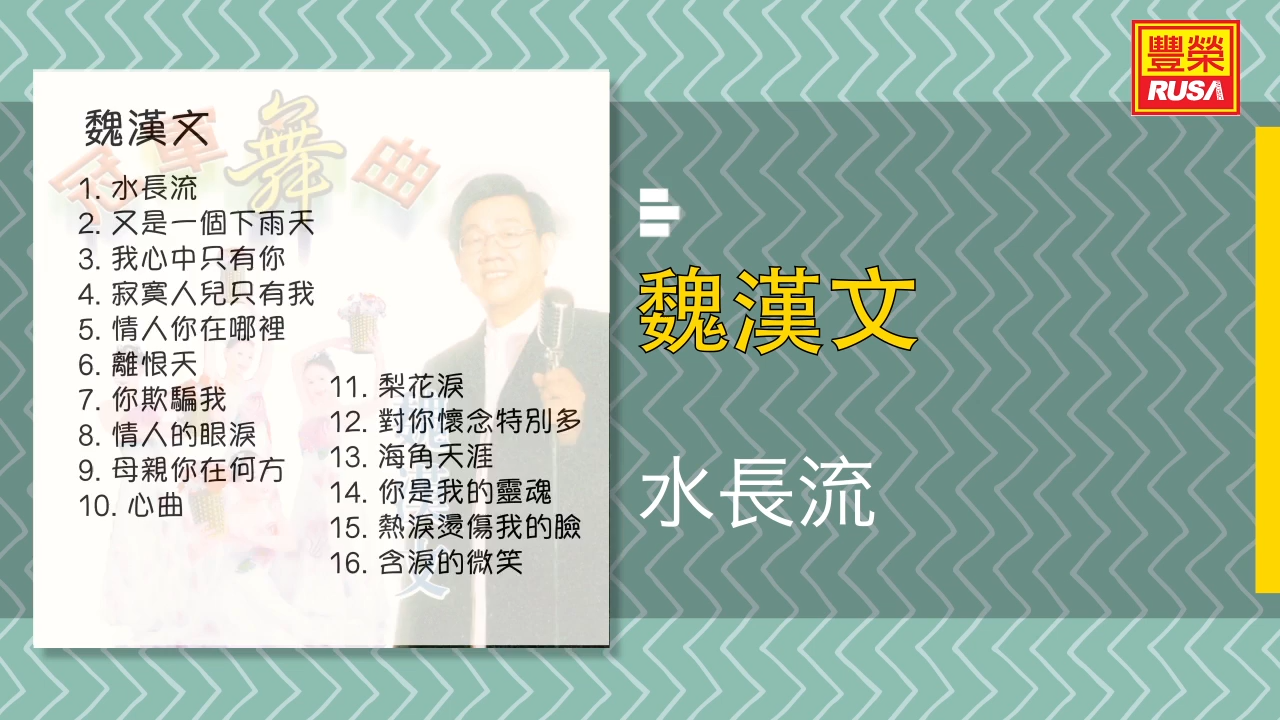 豐榮
RUSA
冠軍舞曲
魏漢文
1. 水長流
2. 又是一個下雨天
3. 我心中只有你
4. 寂寞人兒只有我
5. 情人你在哪裡
6. 離恨天
7. 你欺騙我
8. 情人的眼淚
9. 母親你在何方
10. 心曲
11. 梨花淚
12. 對你懷念特別多
13. 海角天涯
14. 你是我的靈魂
15. 熱淚燙傷我的臉
16. 含淚的微笑
魏漢文
魏漢文
水長流